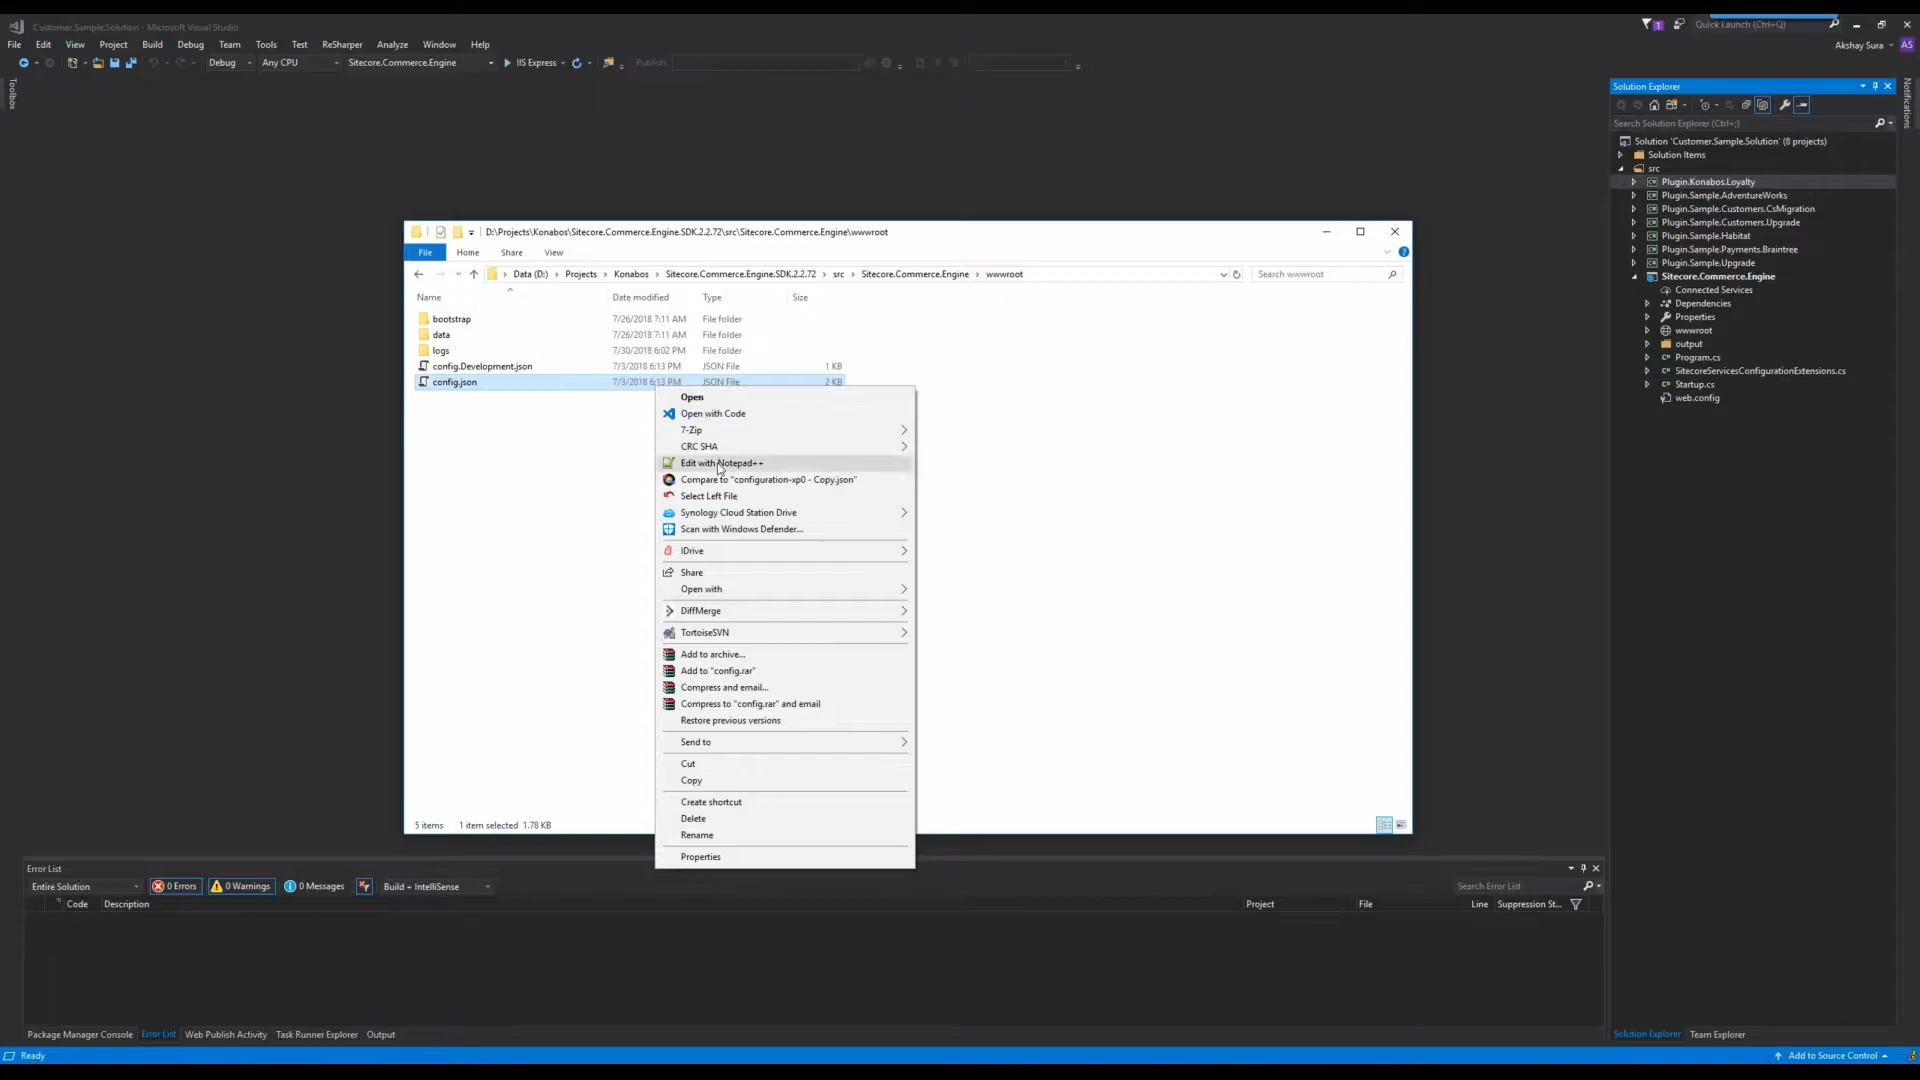 Customer.Sample.Solution - Microsoft Visual Studio
1
Quick Launch (Ctrl+Q)
File Edit View Project Build Debug Team Tools Test ReSharper Analyze Window Help
Akshay Sura AS
Debug Any CPU Sitecore.Commerce.Engine IIS Express Publish:
Toolbox
Notifications
Solution Explorer
Search Solution Explorer (Ctrl+;)
Solution 'Customer.Sample.Solution' (8 projects)
Solution Items
src
Plugin.Konabos.Loyalty
Plugin.Sample.AdventureWorks
Plugin.Sample.Customers.CsMigration
Plugin.Sample.Customers.Upgrade
Plugin.Sample.Habitat
Plugin.Sample.Payments.Braintree
Plugin.Sample.Upgrade
Sitecore.Commerce.Engine
Connected Services
Dependencies
Properties
wwwroot
output
Program.cs
SitecoreServicesConfigurationExtensions.cs
Startup.cs
web.config
D:\Projects\Konabos\Sitecore.Commerce.Engine.SDK.2.2.72\src\Sitecore.Commerce.Engine\wwwroot
File Home Share View
Data (D:) Projects Konabos Sitecore.Commerce.Engine.SDK.2.2.72 src Sitecore.Commerce.Engine wwwroot
Search wwwroot
Name Date modified Type Size
bootstrap 7/26/2018 7:11 AM File folder
data 7/26/2018 7:11 AM File folder
logs 7/30/2018 6:02 PM File folder
config.Development.json 7/3/2018 6:13 PM JSON File 1 KB
config.json 7/3/2018 6:13 PM JSON File 2 KB
Open
Open with Code
7-Zip
CRC SHA
Edit with Notepad++
Compare to "configuration-xp0 - Copy.json"
Select Left File
Synology Cloud Station Drive
Scan with Windows Defender...
IDrive
Share
Open with
DiffMerge
TortoiseSVN
Add to archive...
Add to "config.rar"
Compress and email...
Compress to "config.rar" and email
Restore previous versions
Send to
Cut
Copy
Create shortcut
Delete
Rename
Properties
5 items 1 item selected 1.78 KB
Error List
Entire Solution 0 Errors 0 Warnings 0 Messages Build + IntelliSense
Search Error List
Code Description Project File Line Suppression St...
Package Manager Console Error List Web Publish Activity Task Runner Explorer Output
Solution Explorer Team Explorer
Ready
Add to Source Control